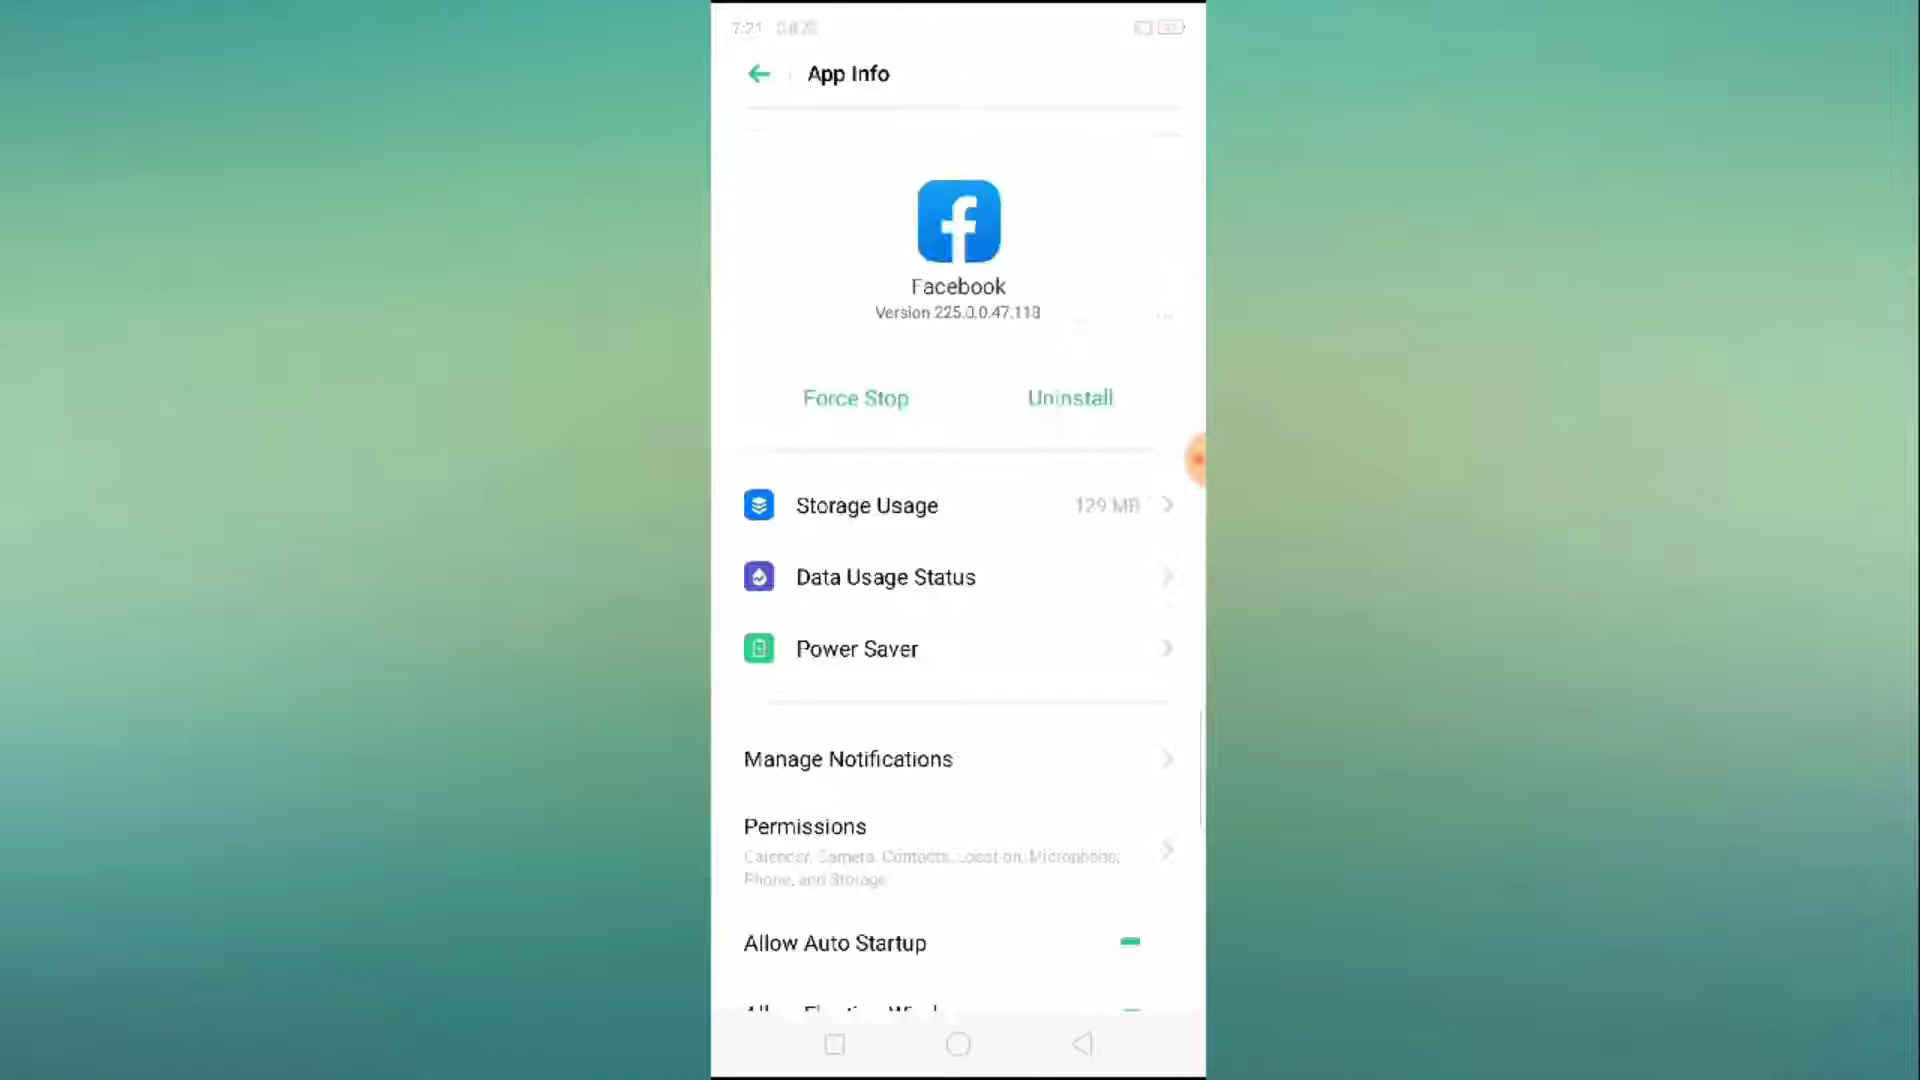 7:21
App Info
Facebook
Version 225.0.0.47.118
Force Stop
Uninstall
Storage Usage
129 MB
Data Usage Status
Power Saver
Manage Notifications
Permissions
Calendar, Camera, Contacts, Location, Microphone,
Phone, and Storage
Allow Auto Startup